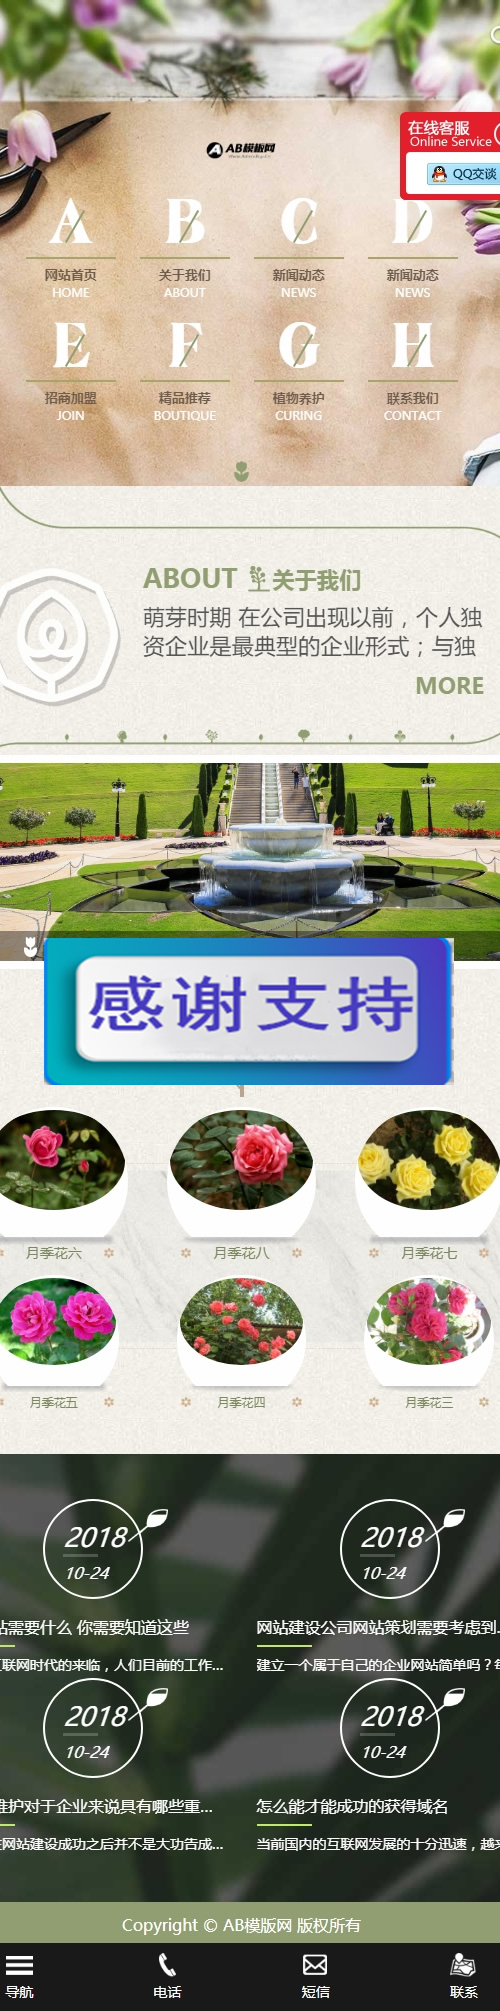 AB模版网
在线客服
Online Service
QQ交谈
A B C D
网站首页 关于我们 新闻动态 新闻动态
HOME ABOUT NEWS NEWS
E F G H
招商加盟 精品推荐 植物养护 联系我们
JOIN BOUTIQUE CURING CONTACT
ABOUT 关于我们
萌芽时期 在公司出现以前，个人独
资企业是最典型的企业形式；与独
MORE
感谢支持
月季花六 月季花八 月季花七
月季花五 月季花四 月季花三
2018 2018
10-24 10-24
站需要什么 你需要知道这些 网站建设公司网站策划需要考虑到...
互联网时代的来临，人们目前的工作... 建立一个属于自己的企业网站简单吗？每
2018 2018
10-24 10-24
维护对于企业来说具有哪些重... 怎么能才能成功的获得域名
在网站建设成功之后并不是大功告成... 当前国内的互联网发展的十分迅速，越来
Copyright © AB模版网 版权所有
导航 电话 短信 联系